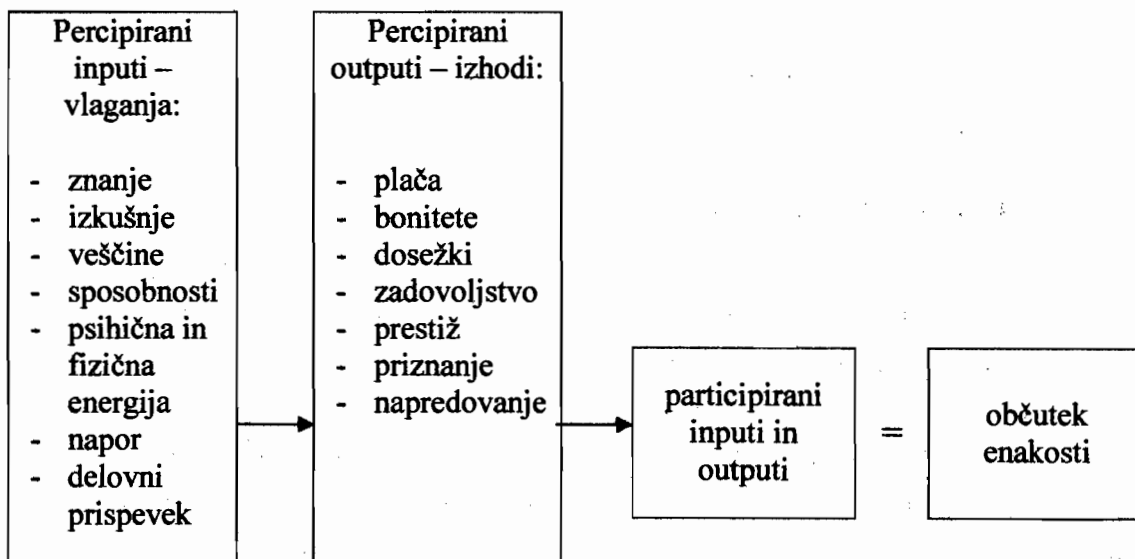 Percipirani
inputi –
vlaganja:
- znanje
- izkušnje
- veščine
- sposobnosti
- psihična in
fizična
energija
- napor
- delovni
prispevek
Percipirani
outputi – izhodi:
- plača
- bonitete
- dosežki
- zadovoljstvo
- prestiž
- priznanje
- napredovanje
participirani
inputi in
outputi
=
občutek
enakosti